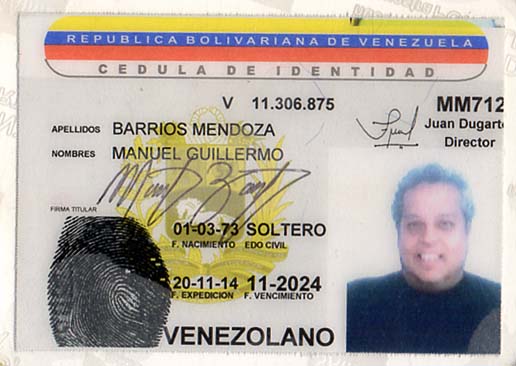 REPUBLICA BOLIVARIANA DE VENEZUELA
CEDULA DE IDENTIDAD
V 11.306.875
MM712
Juan Dugarte
Director
APELLIDOS BARRIOS MENDOZA
NOMBRES MANUEL GUILLERMO
FIRMA TITULAR
01-03-73 SOLTERO
F. NACIMIENTO EDO CIVIL
20-11-14 11-2024
F. EXPEDICION F. VENCIMIENTO
VENEZOLANO